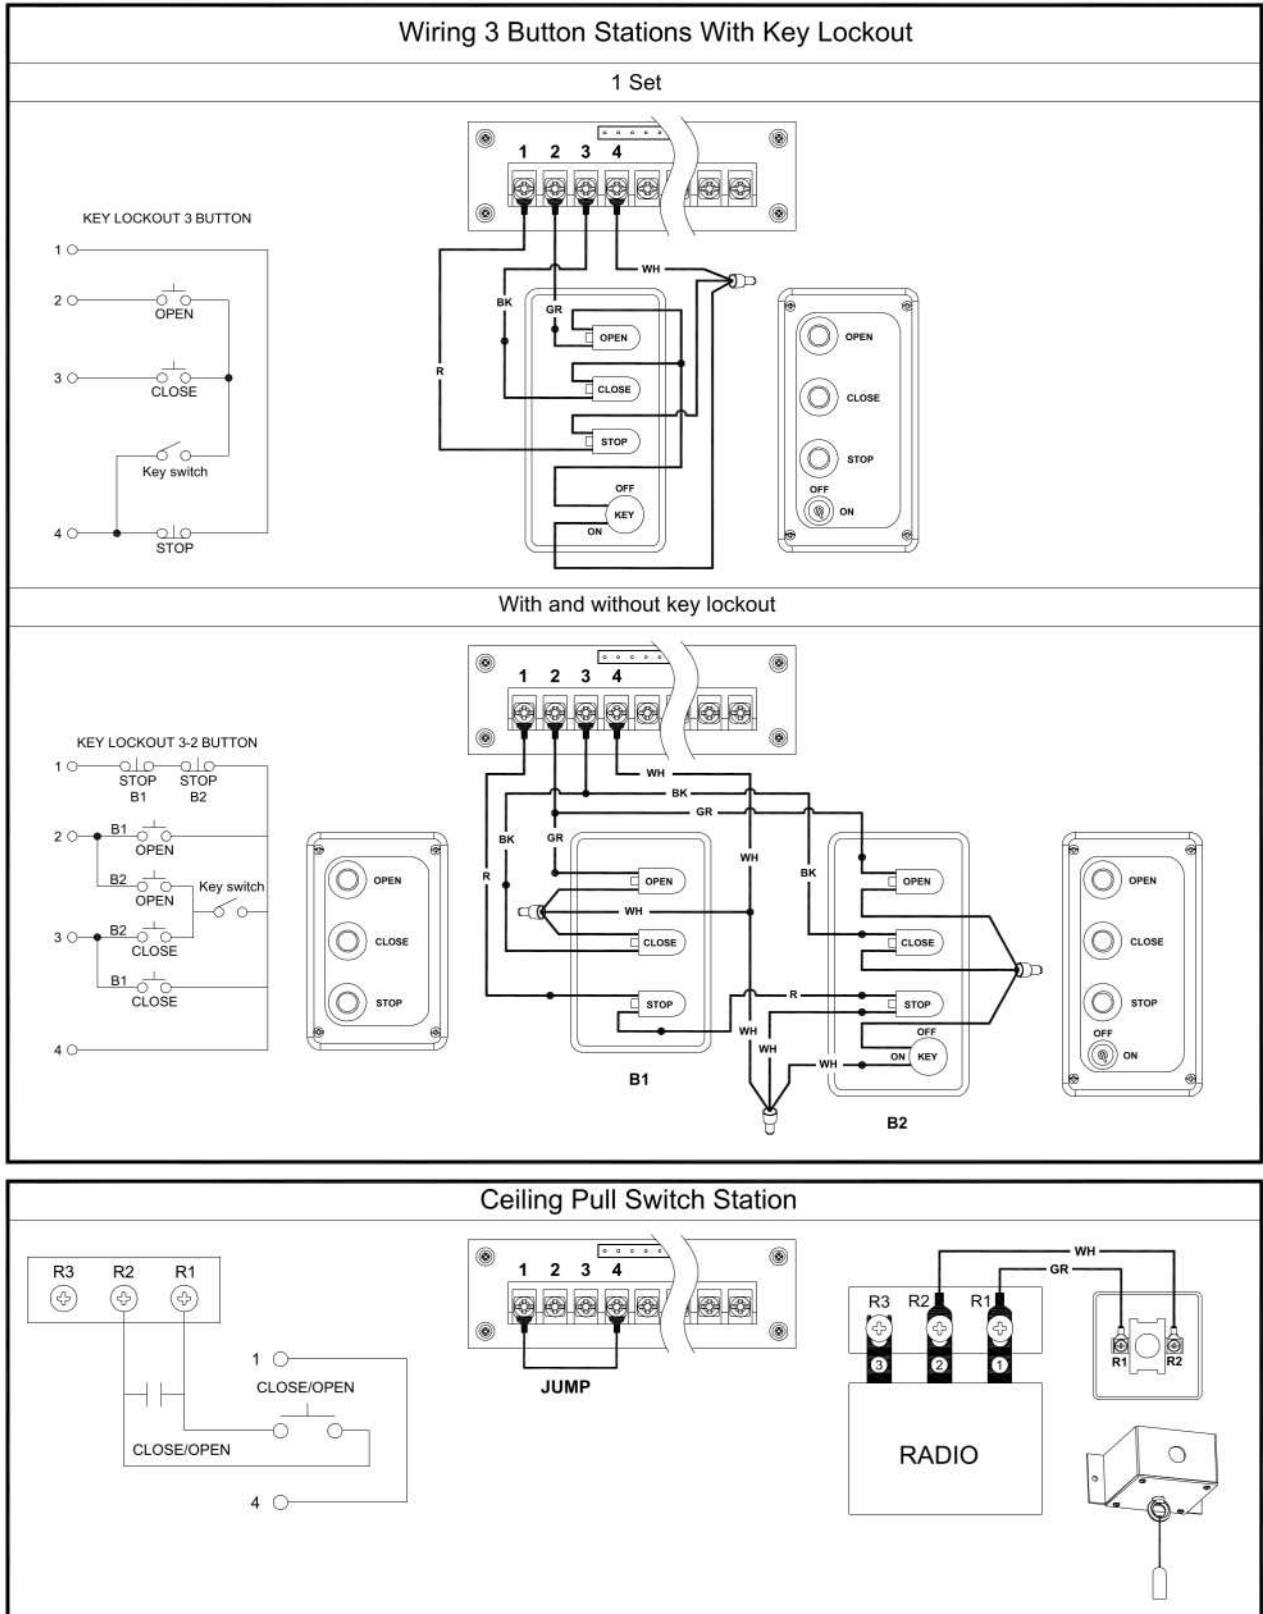 Wiring 3 Button Stations With Key Lockout
1 Set
1 2 3 4
KEY LOCKOUT 3 BUTTON
1
2
OPEN
3
CLOSE
Key switch
4
STOP
WH
BK
GR
R
OPEN
CLOSE
STOP
OFF
KEY
ON
OPEN
CLOSE
STOP
OFF
ON
With and without key lockout
1 2 3 4
KEY LOCKOUT 3-2 BUTTON
1
STOP STOP
B1 B2
2
B1
OPEN
B2
OPEN
Key switch
3
B2
CLOSE
B1
CLOSE
4
OPEN
CLOSE
STOP
WH
BK
GR
BK
GR
R
WH
BK
OPEN
WH
CLOSE
STOP
R
WH
WH
WH
B1
OPEN
CLOSE
STOP
OFF
ON KEY
B2
OPEN
CLOSE
STOP
OFF
ON
Ceiling Pull Switch Station
R3 R2 R1
1
CLOSE/OPEN
CLOSE/OPEN
4
1 2 3 4
JUMP
WH
GR
R3 R2 R1
3 2 1
RADIO
R1 R2